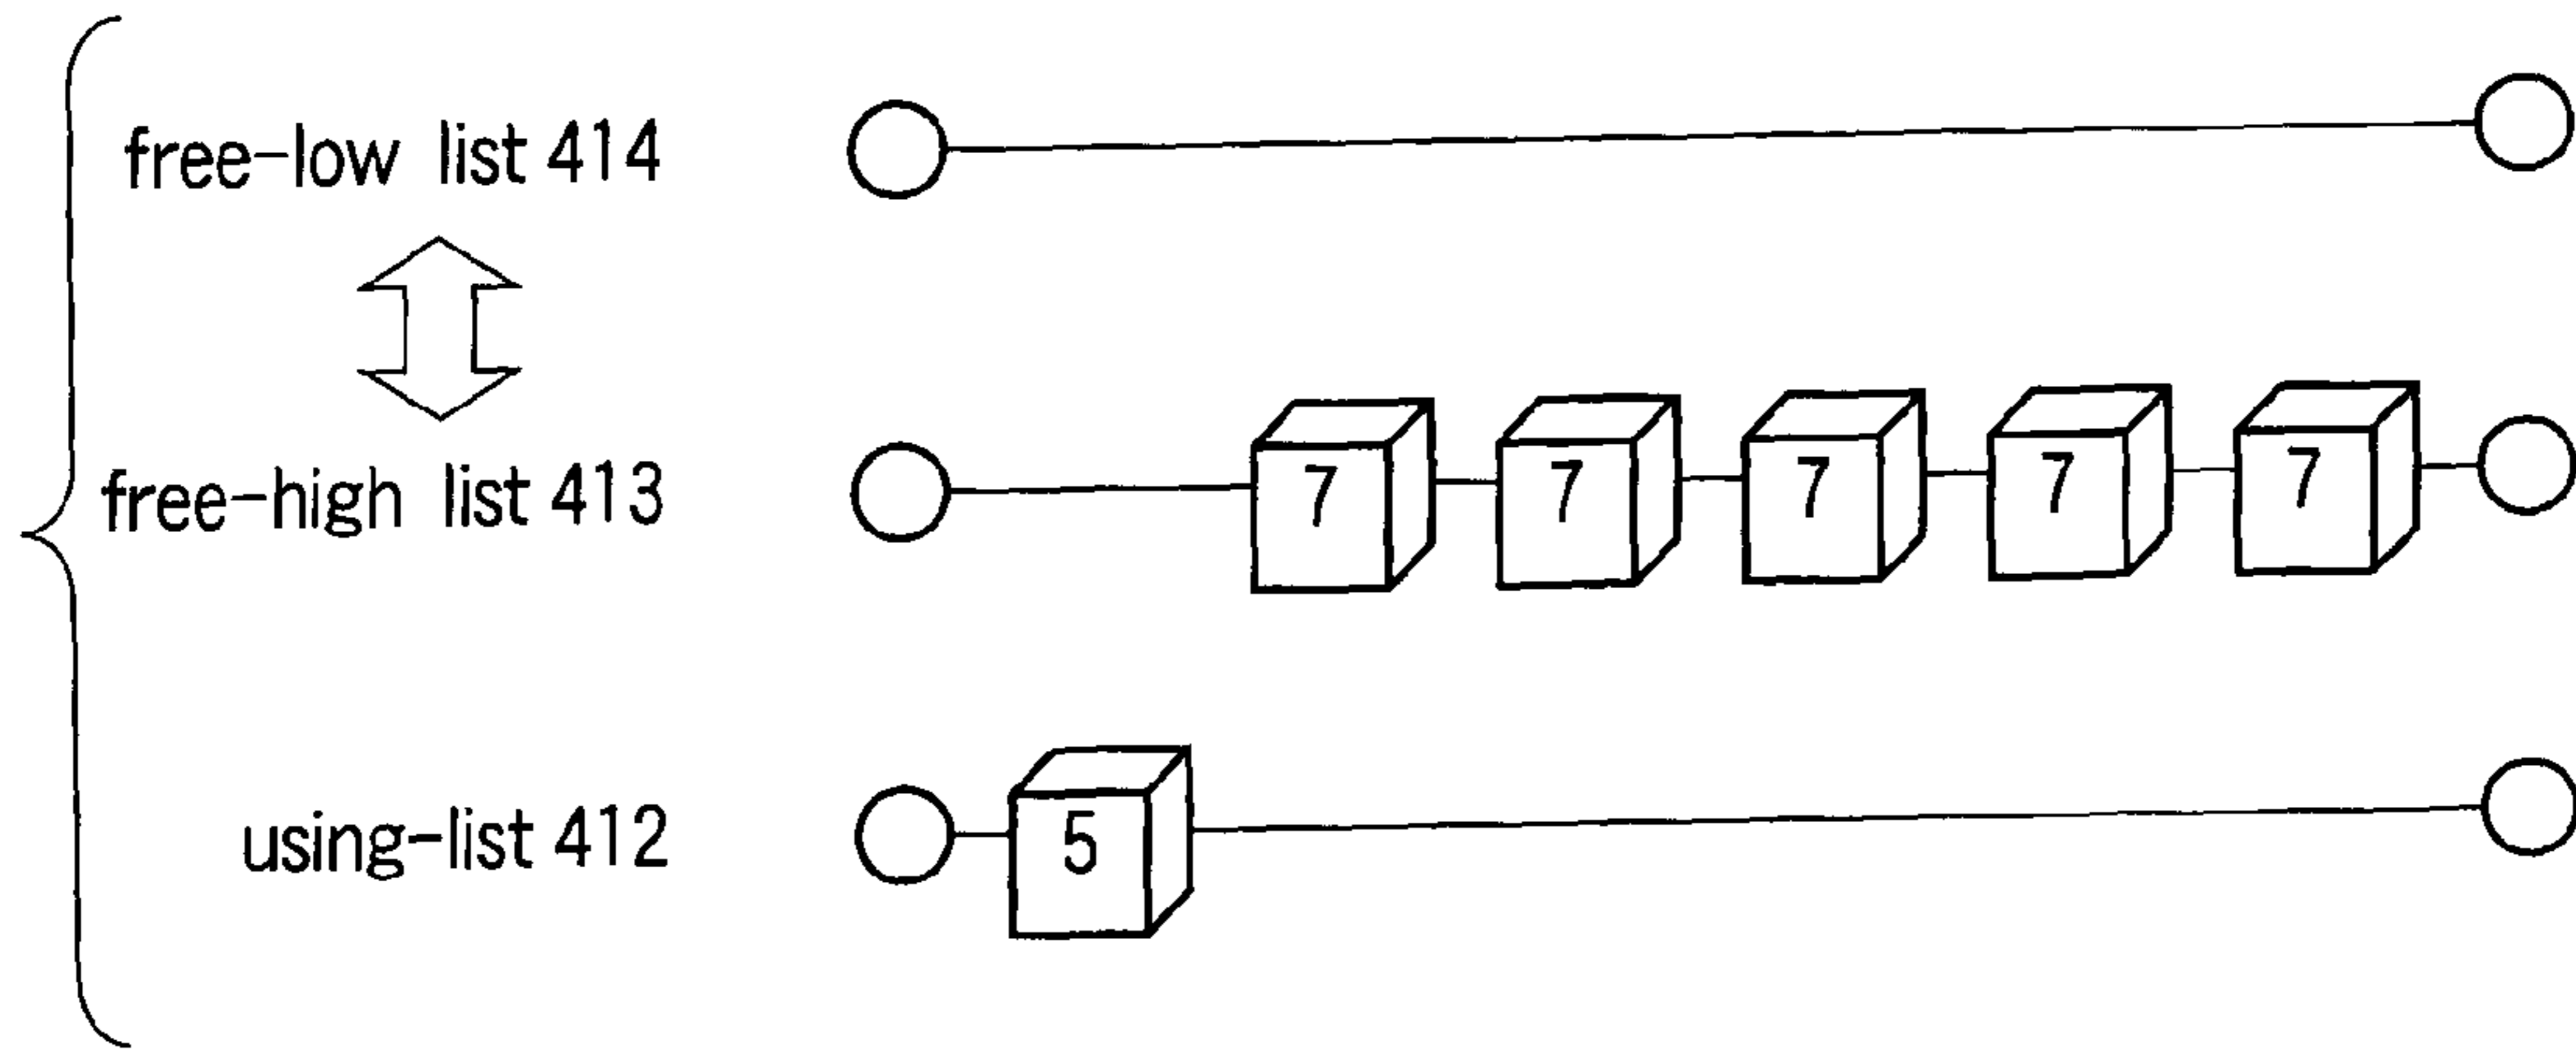 free-low list 414
free-high list 413
7 7 7 7 7
using-list 412
5